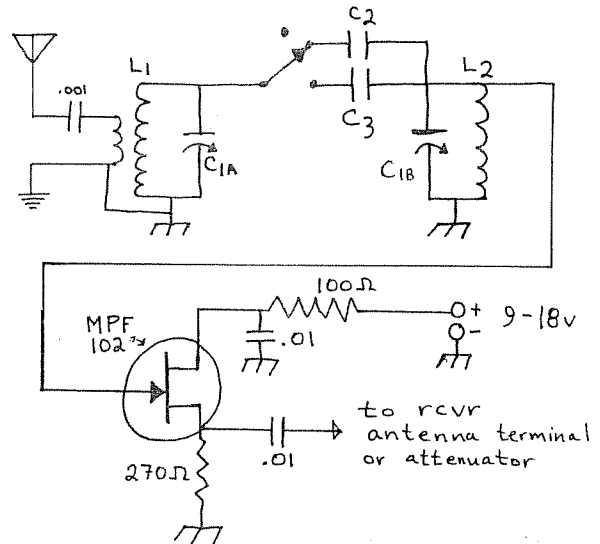 C2
L1
L2
.001
C3
C1A
C1B
100Ω
MPF
102
+ 9-18v
-
.01
to rcvr
antenna terminal
or attenuator
.01
270Ω